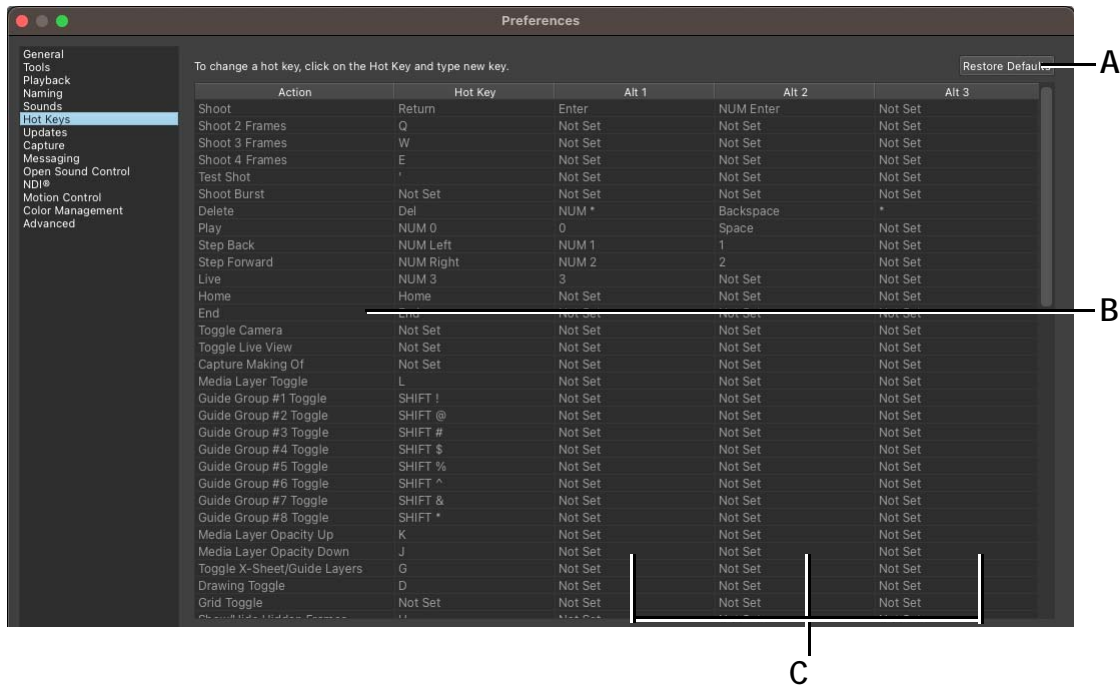 Preferences
General
Tools
Playback
Naming
Sounds
Hot Keys
Updates
Capture
Messaging
Open Sound Control
NDI®
Motion Control
Color Management
Advanced
To change a hot key, click on the Hot Key and type new key.
Restore Defaults
A
Action Hot Key Alt 1 Alt 2 Alt 3
Shoot Return Enter NUM Enter Not Set
Shoot 2 Frames Q Not Set Not Set Not Set
Shoot 3 Frames W Not Set Not Set Not Set
Shoot 4 Frames E Not Set Not Set Not Set
Test Shot ' Not Set Not Set Not Set
Shoot Burst Not Set Not Set Not Set Not Set
Delete Del NUM * Backspace *
Play NUM 0 0 Space Not Set
Step Back NUM Left NUM 1 1 Not Set
Step Forward NUM Right NUM 2 2 Not Set
Live NUM 3 3 Not Set Not Set
Home Home Not Set Not Set Not Set
End End Not Set Not Set Not Set
B
Toggle Camera Not Set Not Set Not Set Not Set
Toggle Live View Not Set Not Set Not Set Not Set
Capture Making Of Not Set Not Set Not Set Not Set
Media Layer Toggle L Not Set Not Set Not Set
Guide Group #1 Toggle SHIFT ! Not Set Not Set Not Set
Guide Group #2 Toggle SHIFT @ Not Set Not Set Not Set
Guide Group #3 Toggle SHIFT # Not Set Not Set Not Set
Guide Group #4 Toggle SHIFT $ Not Set Not Set Not Set
Guide Group #5 Toggle SHIFT % Not Set Not Set Not Set
Guide Group #6 Toggle SHIFT ^ Not Set Not Set Not Set
Guide Group #7 Toggle SHIFT & Not Set Not Set Not Set
Guide Group #8 Toggle SHIFT * Not Set Not Set Not Set
Media Layer Opacity Up K Not Set Not Set Not Set
Media Layer Opacity Down J Not Set Not Set Not Set
Toggle X-Sheet/Guide Layers G Not Set Not Set Not Set
Drawing Toggle D Not Set Not Set Not Set
Grid Toggle Not Set Not Set Not Set Not Set
Show/Hide Hidden Frames H Not Set
C